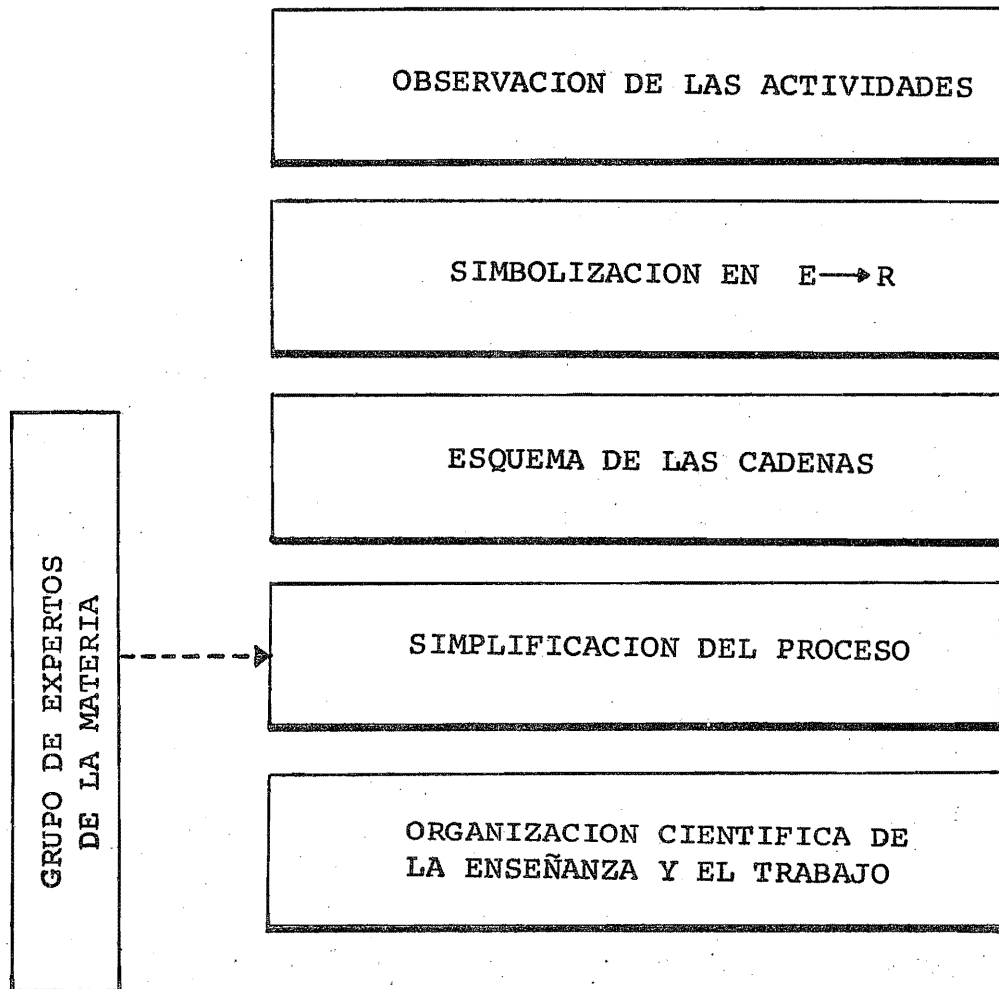 OBSERVACION DE LAS ACTIVIDADES
SIMBOLIZACION EN E→R
ESQUEMA DE LAS CADENAS
GRUPO DE EXPERTOS
DE LA MATERIA
SIMPLIFICACION DEL PROCESO
ORGANIZACION CIENTIFICA DE
LA ENSEÑANZA Y EL TRABAJO